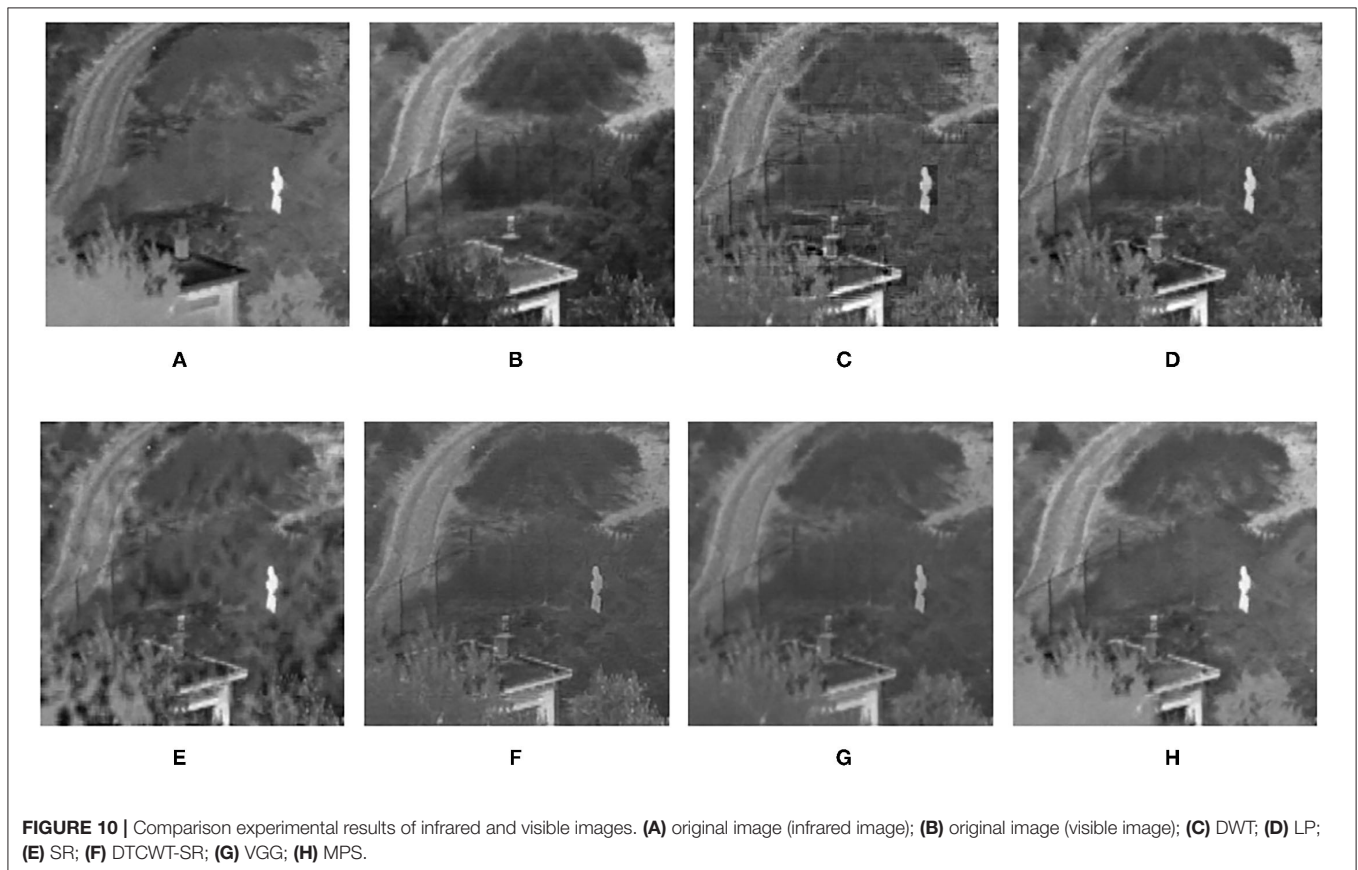 A
B
C
D
E
F
G
H
FIGURE 10 | Comparison experimental results of infrared and visible images. (A) original image (infrared image); (B) original image (visible image); (C) DWT; (D) LP;
(E) SR; (F) DTCWT-SR; (G) VGG; (H) MPS.